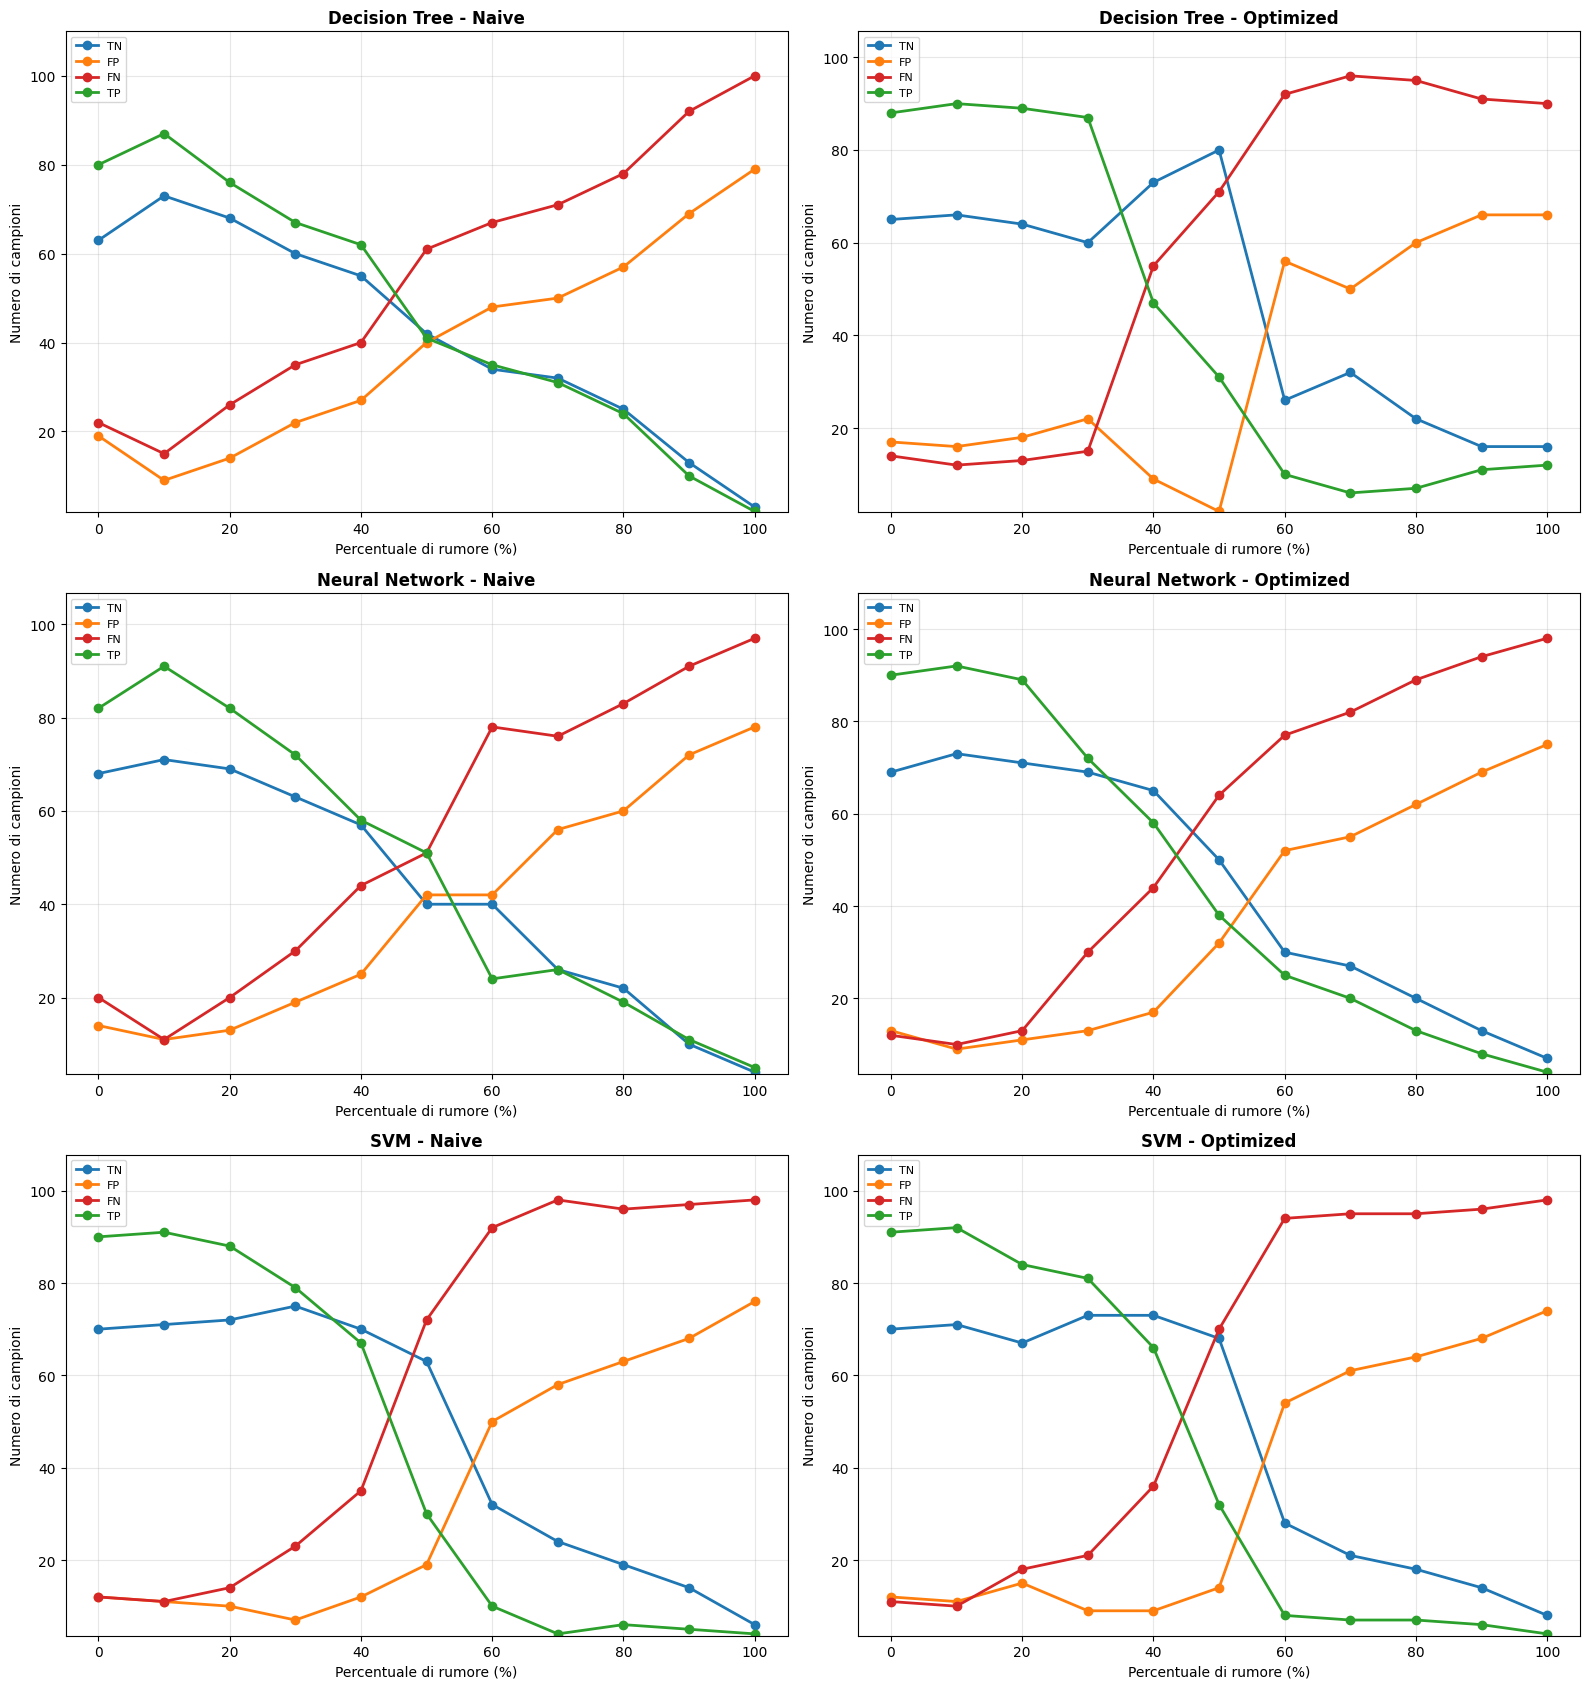 Decision Tree - Naive
TN
FP
FN
TP
Numero di campioni
100
80
60
40
20
0 20 40 60 80 100
Percentuale di rumore (%)
Decision Tree - Optimized
TN
FP
FN
TP
Numero di campioni
100
80
60
40
20
0 20 40 60 80 100
Percentuale di rumore (%)
Neural Network - Naive
TN
FP
FN
TP
Numero di campioni
100
80
60
40
20
0 20 40 60 80 100
Percentuale di rumore (%)
Neural Network - Optimized
TN
FP
FN
TP
Numero di campioni
100
80
60
40
20
0 20 40 60 80 100
Percentuale di rumore (%)
SVM - Naive
TN
FP
FN
TP
Numero di campioni
100
80
60
40
20
0 20 40 60 80 100
Percentuale di rumore (%)
SVM - Optimized
TN
FP
FN
TP
Numero di campioni
100
80
60
40
20
0 20 40 60 80 100
Percentuale di rumore (%)